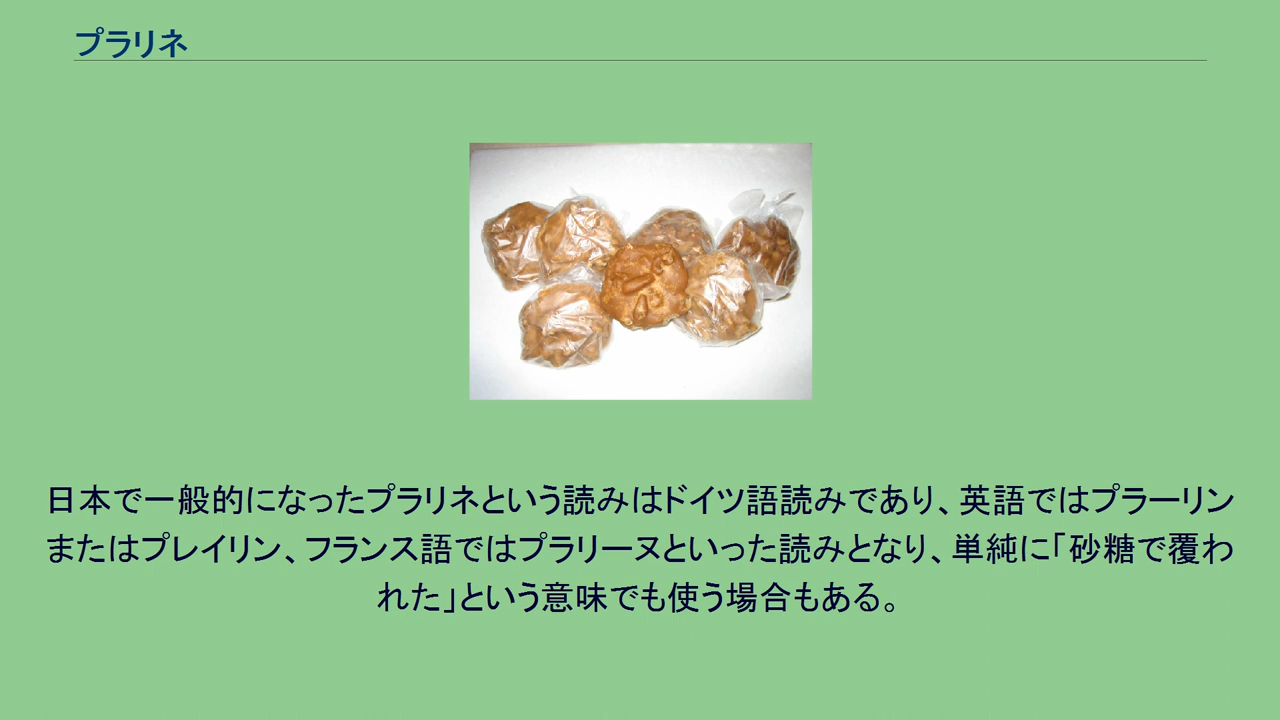 プラリネ
日本で一般的になったプラリネという読みはドイツ語読みであり、英語ではプラーリン
またはプレイリン、フランス語ではプラリーヌといった読みとなり、単純に「砂糖で覆わ
れた」という意味でも使う場合もある。